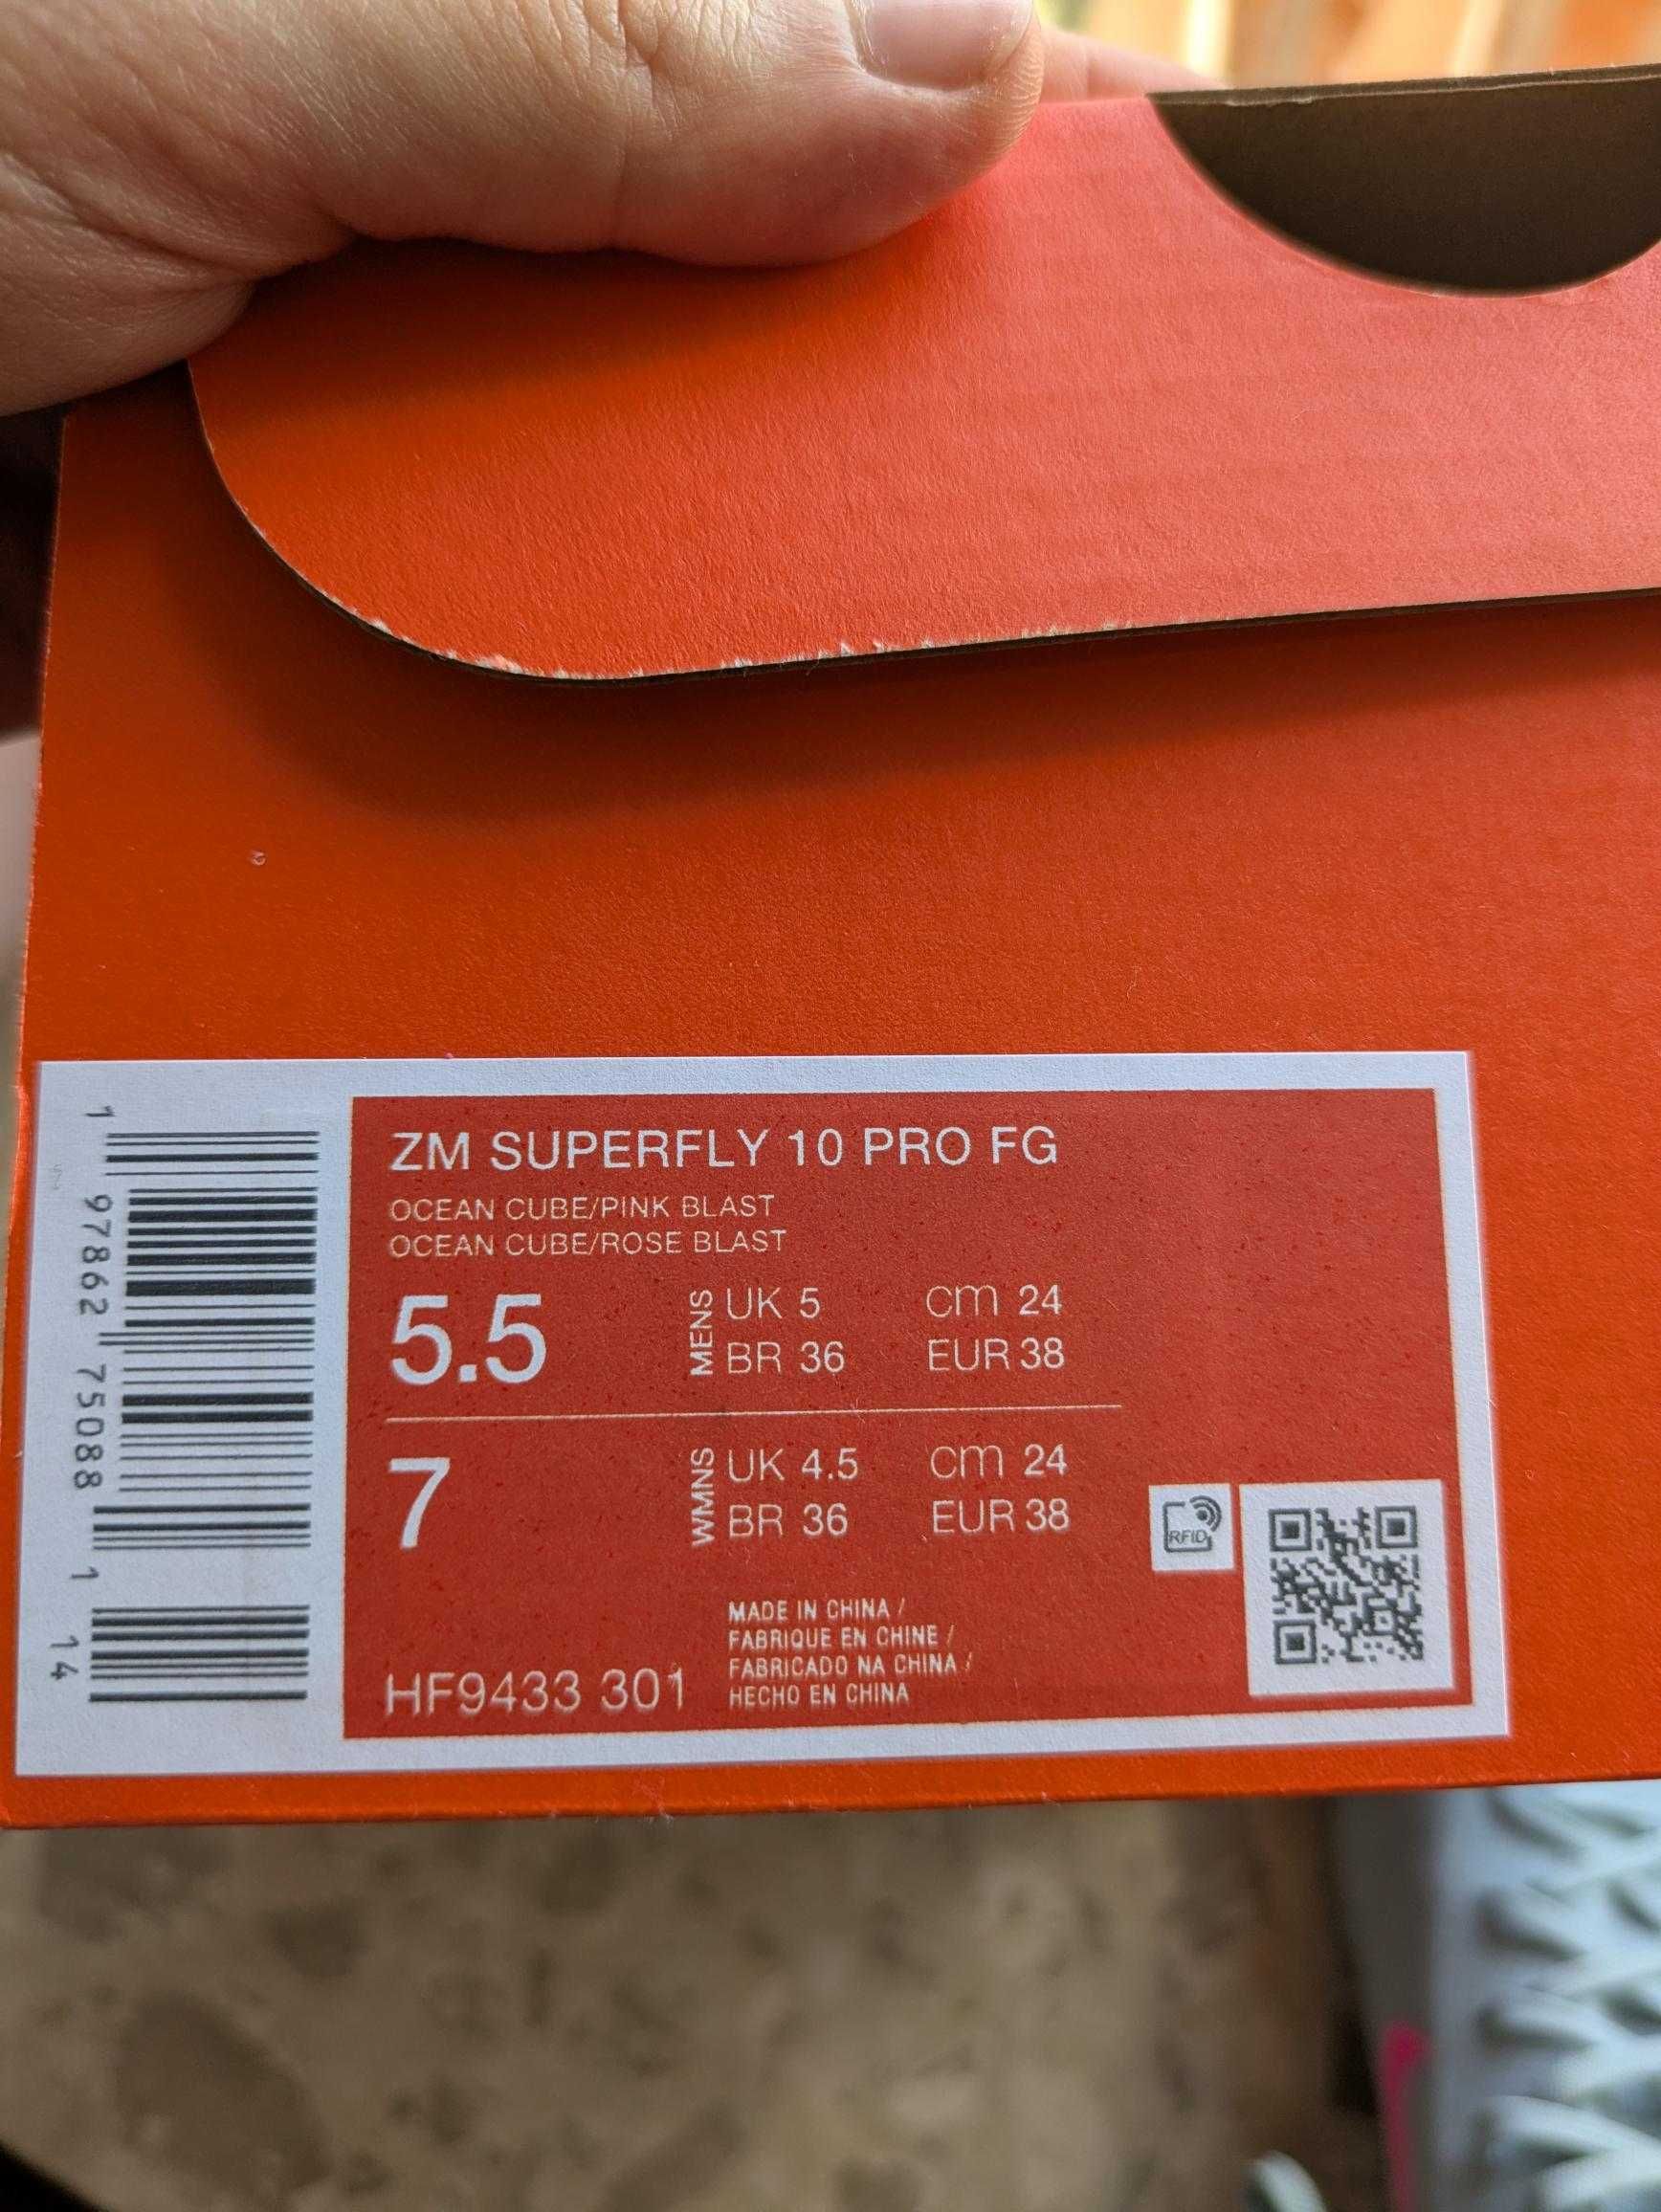 ZM SUPERFLY 10 PRO FG
OCEAN CUBE/PINK BLAST
OCEAN CUBE/ROSE BLAST
5.5 MENS UK 5 cm 24
BR 36 EUR 38
7 WMNS UK 4.5 cm 24
BR 36 EUR 38
RFID
MADE IN CHINA /
FABRIQUE EN CHINE /
FABRICADO NA CHINA /
HECHO EN CHINA
HF9433 301
1 97862 75088 1 14